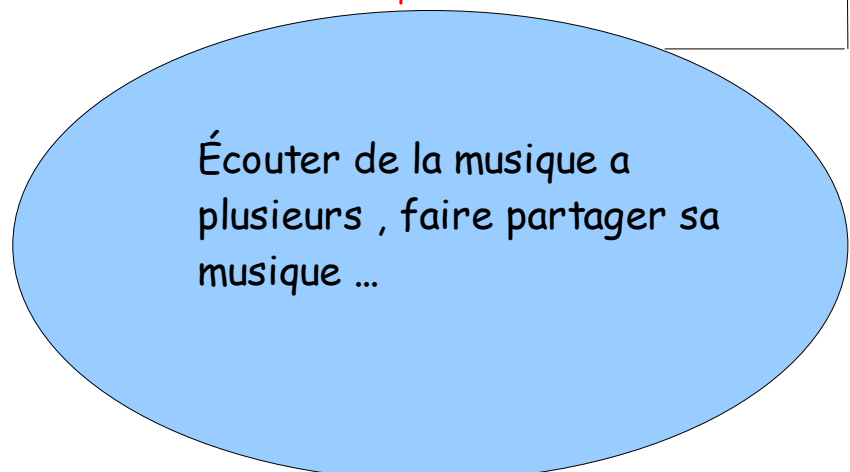 Écouter de la musique a
plusieurs , faire partager sa
musique ...